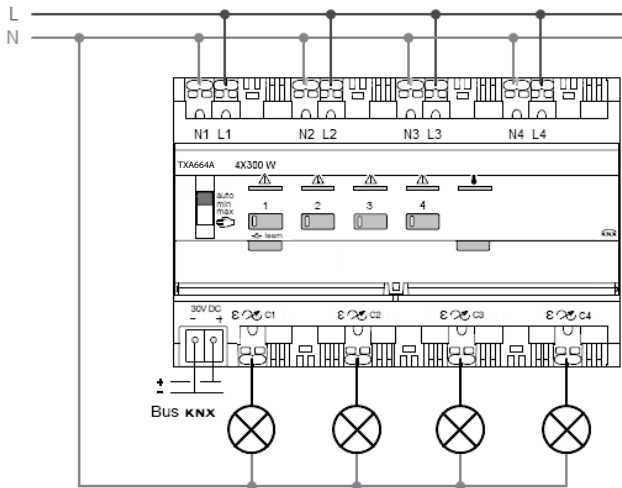 L
N
N1 L1 N2 L2 N3 L3 N4 L4
TXA664A 4X300 W
auto
min
max
1 2 3 4
learn
KNX
30V DC
- +
ε C1 ε C2 ε C3 ε C4
+
-
Bus KNX